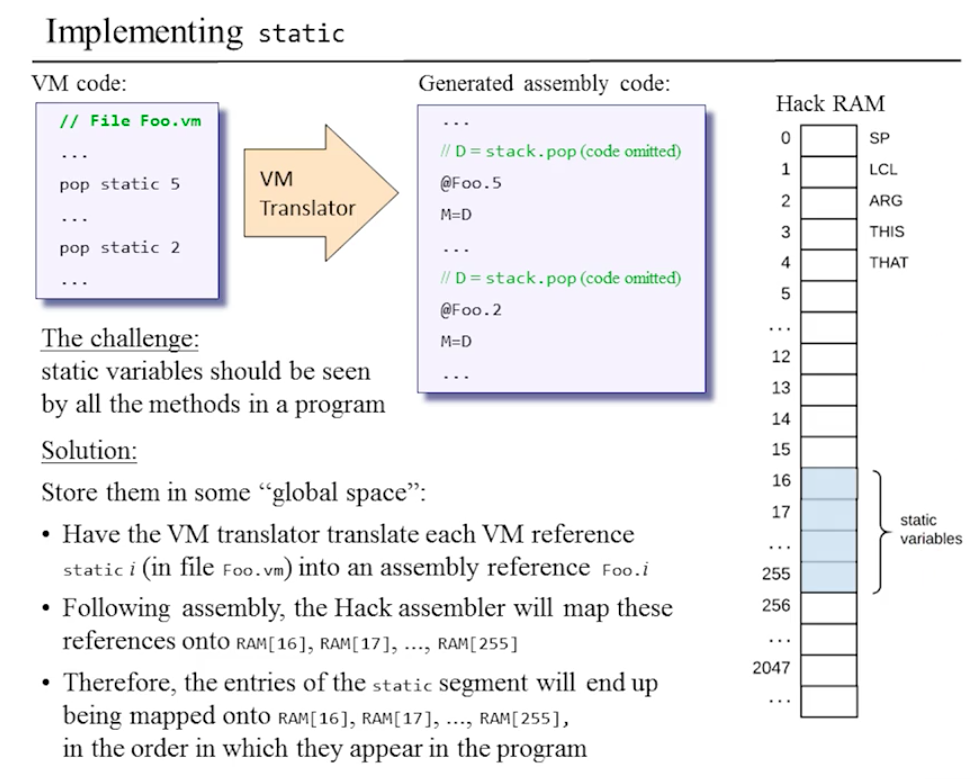 Implementing static
VM code:
// File Foo.vm
...
pop static 5
...
pop static 2
...
VM
Translator
Generated assembly code:
...
// D = stack.pop (code omitted)
@Foo.5
M=D
...
// D = stack.pop (code omitted)
@Foo.2
M=D
...
The challenge:
static variables should be seen
by all the methods in a program
Solution:
Store them in some “global space”:
• Have the VM translator translate each VM reference
static i (in file Foo.vm) into an assembly reference Foo.i
• Following assembly, the Hack assembler will map these
references onto RAM[16], RAM[17], ..., RAM[255]
• Therefore, the entries of the static segment will end up
being mapped onto RAM[16], RAM[17], ..., RAM[255],
in the order in which they appear in the program
Hack RAM
0 SP
1 LCL
2 ARG
3 THIS
4 THAT
5
...
12
13
14
15
16
17
...
255
static
variables
256
...
2047
...